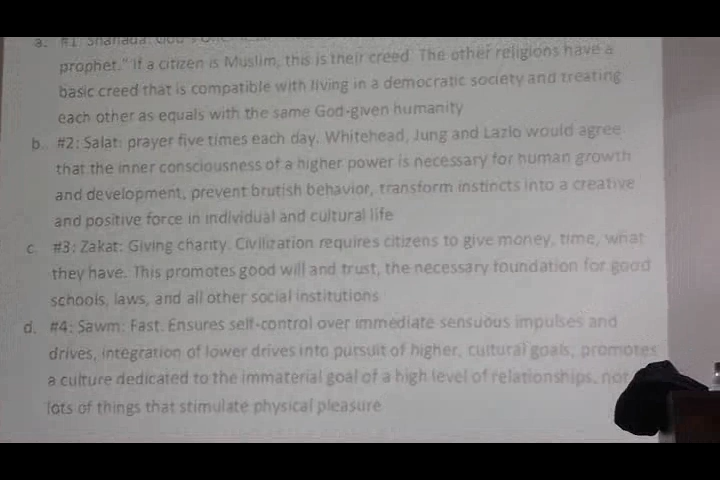 a. #1 Shahada: God's
prophet." If a citizen is Muslim, this is their creed. The other religions have a
basic creed that is compatible with living in a democratic society and treating
each other as equals with the same God-given humanity
b. #2: Salat: prayer five times each day. Whitehead, Jung and Lazlo would agree
that the inner consciousness of a higher power is necessary for human growth
and development, prevent brutish behavior, transform instincts into a creative
and positive force in individual and cultural life
c. #3: Zakat: Giving charity. Civilization requires citizens to give money, time, what
they have. This promotes good will and trust, the necessary foundation for good
schools, laws, and all other social institutions
d. #4: Sawm: Fast. Ensures self-control over immediate sensuous impulses and
drives, integration of lower drives into pursuit of higher, cultural goals; promotes
a culture dedicated to the immaterial goal of a high level of relationships, not
lots of things that stimulate physical pleasure